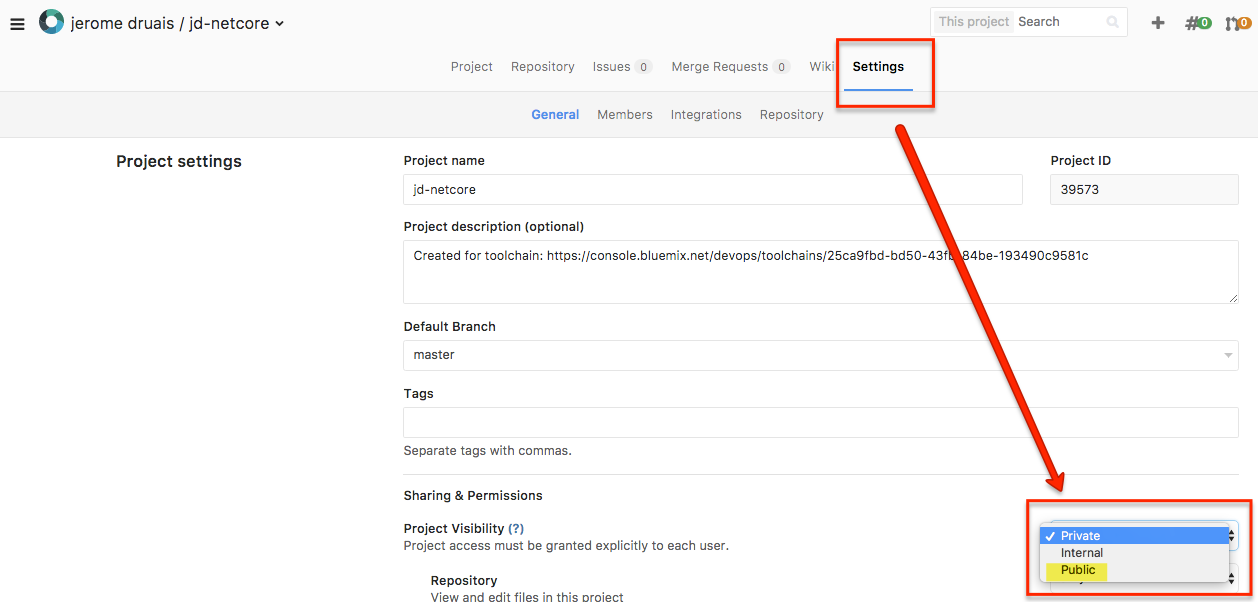 jerome druais / jd-netcore
This project Search
0
0
Project Repository Issues 0 Merge Requests 0 Wiki Settings
General Members Integrations Repository
Project settings
Project name
Project ID
jd-netcore
39573
Project description (optional)
Created for toolchain: https://console.bluemix.net/devops/toolchains/25ca9fbd-bd50-43f 84be-193490c9581c
Default Branch
master
Tags
Separate tags with commas.
Sharing & Permissions
Project Visibility (?)
Project access must be granted explicitly to each user.
✓ Private
Internal
Public
Repository
View and edit files in this project